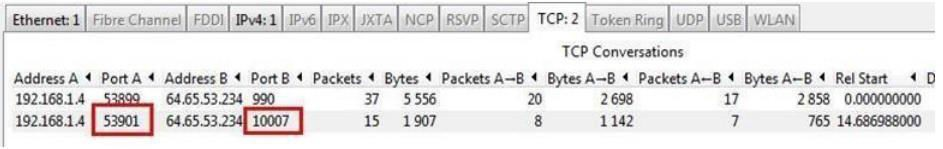 Ethernet: 1 Fibre Channel FDDI IPv4: 1 IPv6 IPX JXTA NCP RSVP SCTP TCP: 2 Token Ring UDP USB WLAN
TCP Conversations
Address A Port A Address B Port B Packets Bytes Packets A→B Bytes A→B Packets A←B Bytes A←B Rel Start D
192.168.1.4 53899 64.65.53.234 990 37 5 556 20 2 698 17 2 858 0.000000000
192.168.1.4 53901 64.65.53.234 10007 15 1 907 8 1 142 7 765 14.686988000